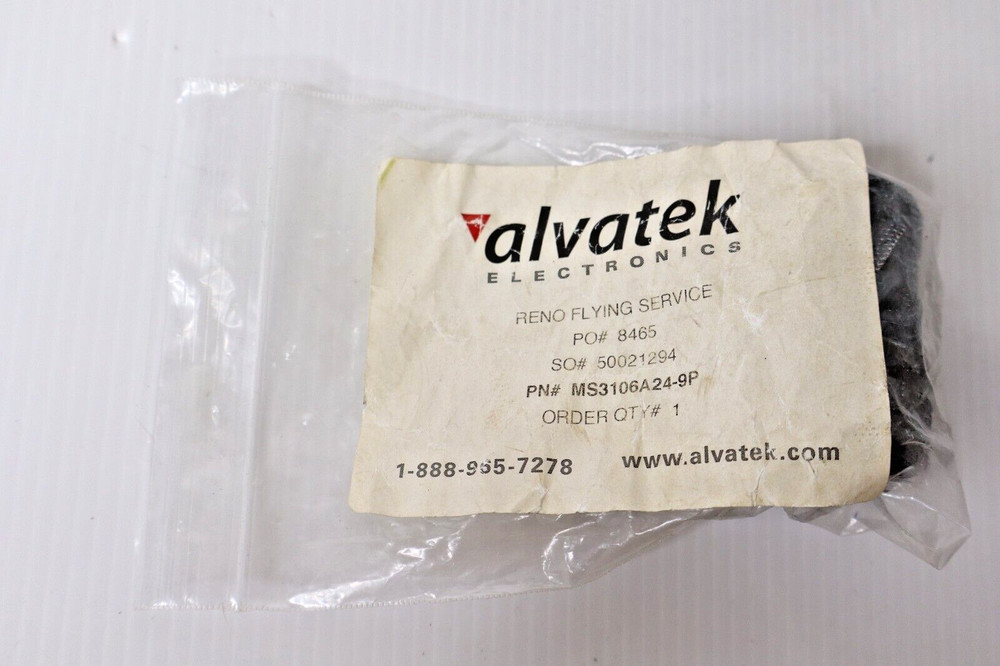 alvatek
ELECTRONICS
RENO FLYING SERVICE
PO# 8465
SO# 50021294
PN# MS3106A24-9P
ORDER QTY# 1
1-888-965-7278 www.alvatek.com